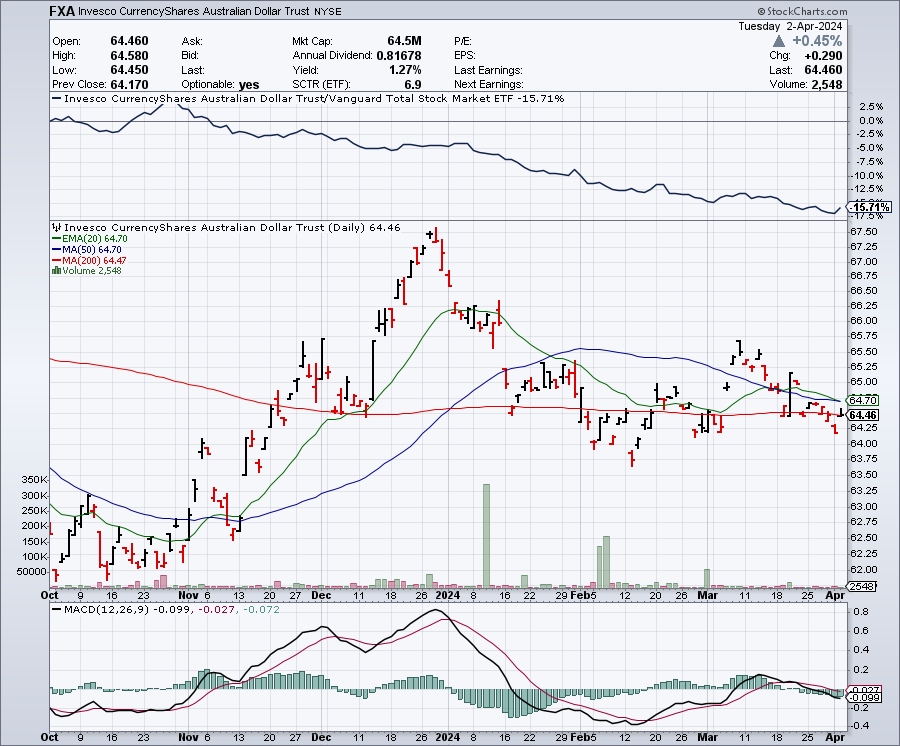 FXA Invesco CurrencyShares Australian Dollar Trust NYSE © StockCharts.com
Tuesday 2-Apr-2024
Open: 64.460 Ask: Mkt Cap: 64.5M P/E: ▲ +0.45%
High: 64.580 Bid: Annual Dividend: 0.81678 EPS: Chg: +0.290
Low: 64.450 Last: Yield: 1.27% Last Earnings: Last: 64.460
Prev Close: 64.170 Optionable: yes SCTR (ETF): 6.9 Next Earnings: Volume: 2,548
Invesco CurrencyShares Australian Dollar Trust/Vanguard Total Stock Market ETF -15.71%
2.5%
0.0%
-2.5%
-5.0%
-7.5%
-10.0%
-12.5%
-15.71%
-17.5%
Invesco CurrencyShares Australian Dollar Trust (Daily) 64.46
EMA(20) 64.70
MA(50) 64.70
MA(200) 64.47
Volume 2,548
67.50
67.25
67.00
66.75
66.50
66.25
66.00
65.75
65.50
65.25
65.00
64.70
64.46
64.25
64.00
63.75
63.50
63.25
63.00
62.75
62.50
62.25
62.00
2548
350K
300K
250K
200K
150K
100K
50000
Oct 9 16 23 Nov 6 13 20 27 Dec 11 18 26 2024 8 16 22 29 Feb 5 12 20 26 Mar 11 18 25 Apr
MACD(12,26,9) -0.099, -0.027, -0.072
0.8
0.6
0.4
0.2
-0.027
-0.099
-0.2
-0.4
Oct 9 16 23 Nov 6 13 20 27 Dec 11 18 26 2024 8 16 22 29 Feb 5 12 20 26 Mar 11 18 25 Apr